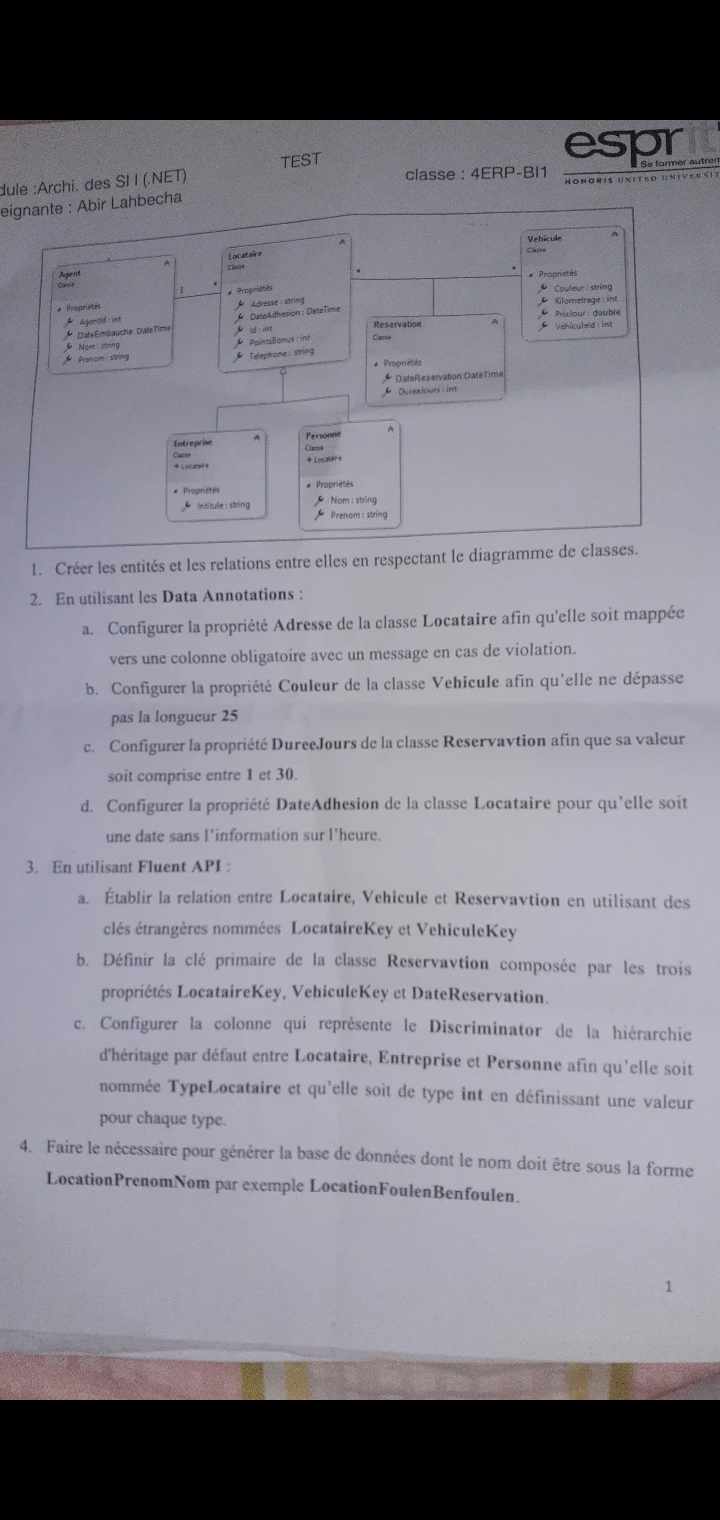 TEST
esprit
Se former autrem
dule :Archi. des SI I (.NET)
classe : 4ERP-BI1
HONORIS UNITED UNIVERSIT
eignante : Abir Lahbecha
Agent
Classe
Propriétés
AgentId : int
DateEmbauche : DateTime
Nom : string
Prenom : string
1
*
Locataire
Classe
Propriétés
Adresse : string
DateAdhesion : DateTime
Id : int
PointsBonus : int
Telephone : string
*
*
Vehicule
Classe
Propriétés
Couleur : string
Kilometrage : int
PrixJour : double
VehiculeId : int
Reservation
Classe
Propriétés
DateReservation:DateTime
DureeJours : int
Entreprise
Classe
Locataire
Propriétés
Intitule : string
Personne
Classe
Locataire
Propriétés
Nom : string
Prenom : string
1. Créer les entités et les relations entre elles en respectant le diagramme de classes.
2. En utilisant les Data Annotations :
a. Configurer la propriété Adresse de la classe Locataire afin qu'elle soit mappée
vers une colonne obligatoire avec un message en cas de violation.
b. Configurer la propriété Couleur de la classe Vehicule afin qu'elle ne dépasse
pas la longueur 25
c. Configurer la propriété DureeJours de la classe Reservavtion afin que sa valeur
soit comprise entre 1 et 30.
d. Configurer la propriété DateAdhesion de la classe Locataire pour qu'elle soit
une date sans l'information sur l'heure.
3. En utilisant Fluent API :
a. Établir la relation entre Locataire, Vehicule et Reservavtion en utilisant des
clés étrangères nommées LocataireKey et VehiculeKey
b. Définir la clé primaire de la classe Reservavtion composée par les trois
propriétés LocataireKey, VehiculeKey et DateReservation.
c. Configurer la colonne qui représente le Discriminator de la hiérarchie
d'héritage par défaut entre Locataire, Entreprise et Personne afin qu'elle soit
nommée TypeLocataire et qu'elle soit de type int en définissant une valeur
pour chaque type.
4. Faire le nécessaire pour générer la base de données dont le nom doit être sous la forme
LocationPrenomNom par exemple LocationFoulenBenfoulen.
1